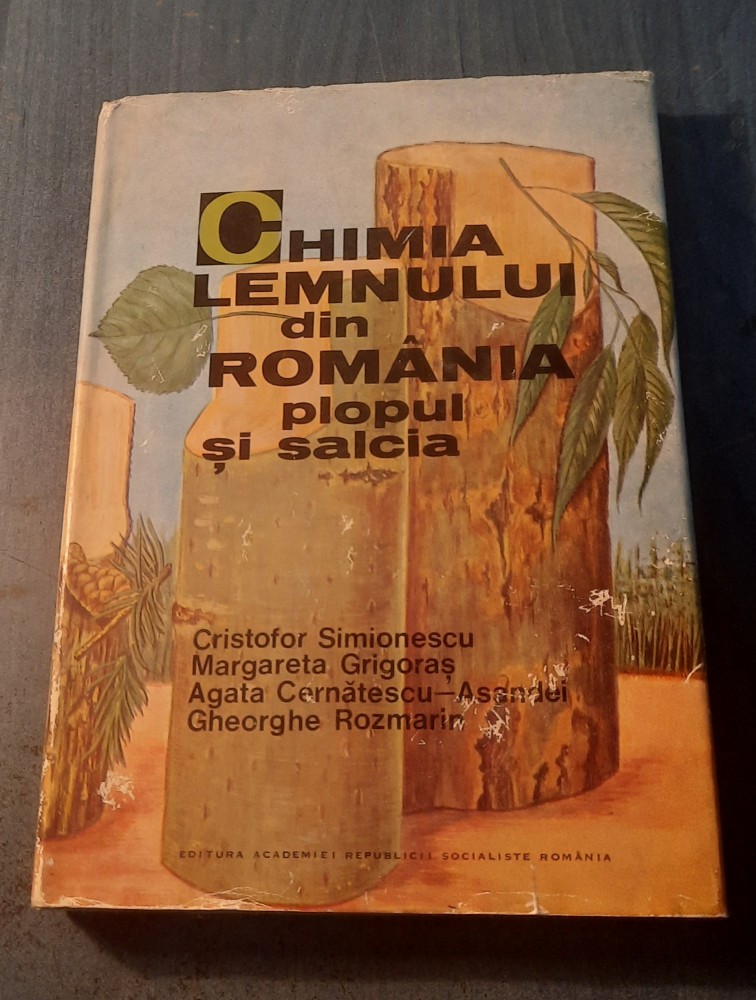 CHIMIA
LEMNULUI
din
ROMÂNIA
plopul
și salcia
Cristofor Simionescu
Margareta Grigoraș
Agata Cernătescu—Asandei
Gheorghe Rozmarin
EDITURA ACADEMIEI REPUBLICII SOCIALISTE ROMÂNIA